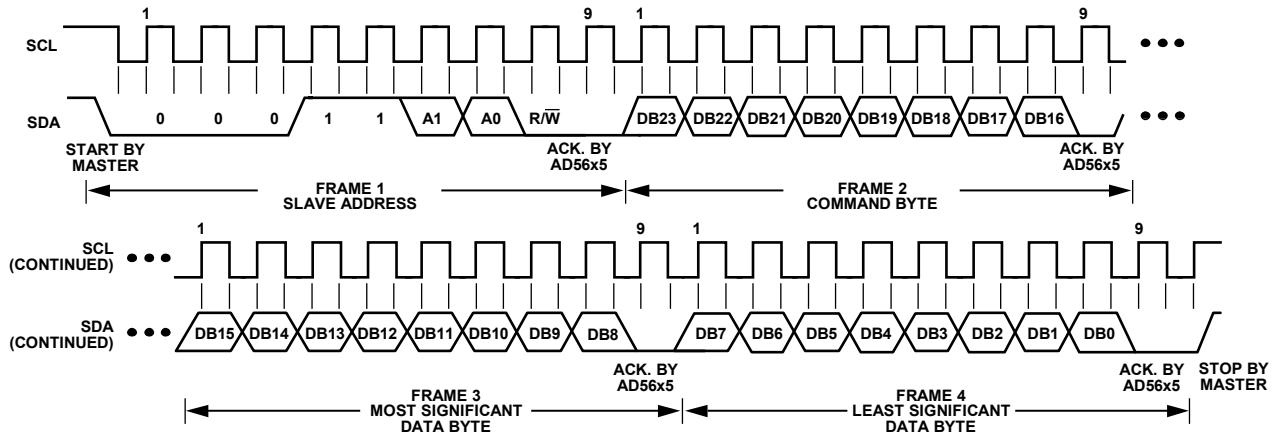 1 9 1 9
SCL
SDA
0 0 0 1 1 A1 A0 R/W̅ DB23 DB22 DB21 DB20 DB19 DB18 DB17 DB16
START BY
MASTER
ACK. BY
AD56x5
ACK. BY
AD56x5
FRAME 1
SLAVE ADDRESS
FRAME 2
COMMAND BYTE
1 9 1 9
SCL
(CONTINUED)
SDA
(CONTINUED)
DB15 DB14 DB13 DB12 DB11 DB10 DB9 DB8 DB7 DB6 DB5 DB4 DB3 DB2 DB1 DB0
ACK. BY
AD56x5
ACK. BY
AD56x5
STOP BY
MASTER
FRAME 3
MOST SIGNIFICANT
DATA BYTE
FRAME 4
LEAST SIGNIFICANT
DATA BYTE